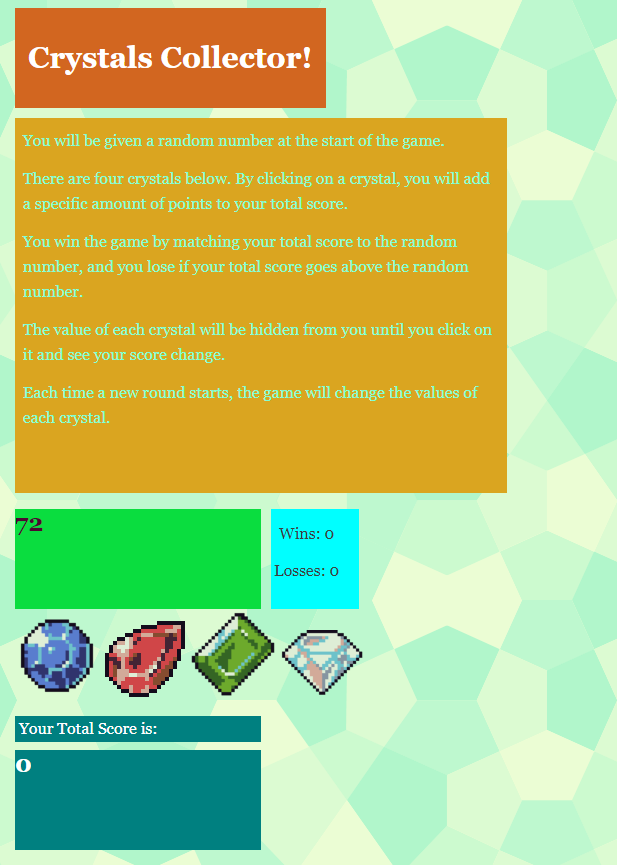 Crystals Collector!
You will be given a random number at the start of the game.
There are four crystals below. By clicking on a crystal, you will add
a specific amount of points to your total score.
You win the game by matching your total score to the random
number, and you lose if your total score goes above the random
number.
The value of each crystal will be hidden from you until you click on
it and see your score change.
Each time a new round starts, the game will change the values of
each crystal.
72
Wins: 0
Losses: 0
Your Total Score is:
0